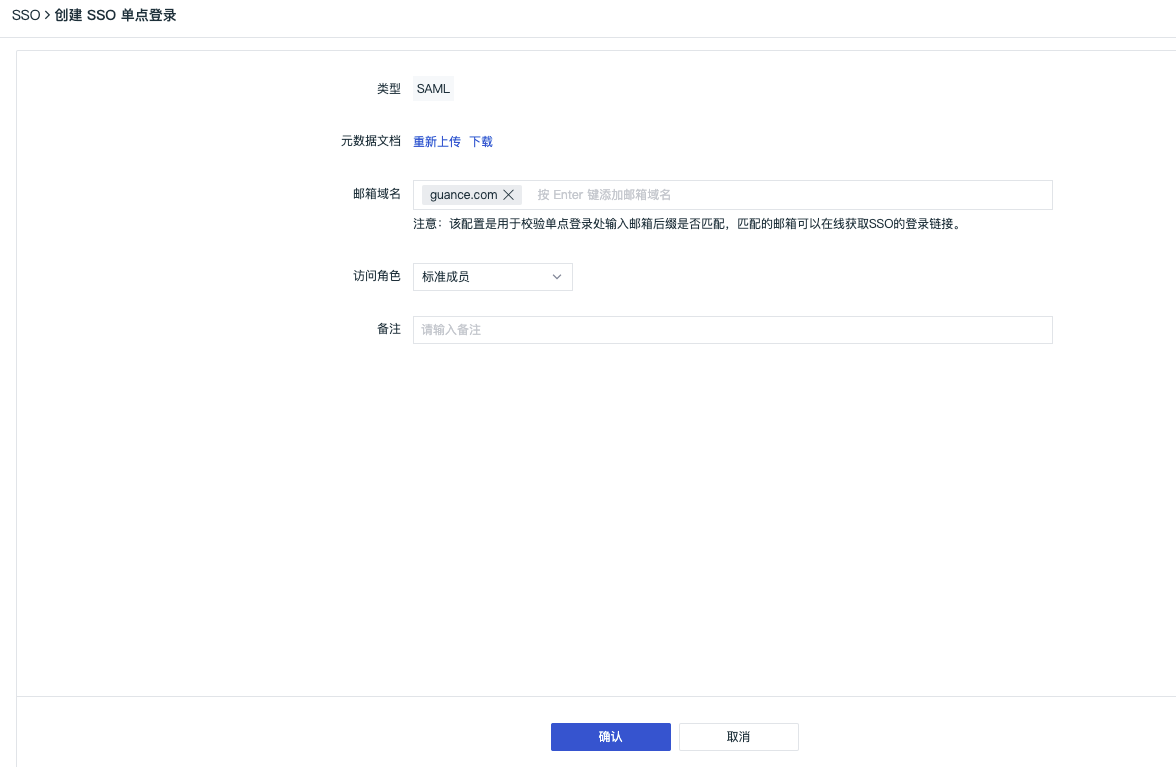 SSO > 创建 SSO 单点登录
类型 SAML
元数据文档 重新上传 下载
邮箱域名 guance.com 按 Enter 键添加邮箱域名
注意：该配置是用于校验单点登录处输入邮箱后缀是否匹配，匹配的邮箱可以在线获取SSO的登录链接。
访问角色 标准成员
备注 请输入备注
确认 取消